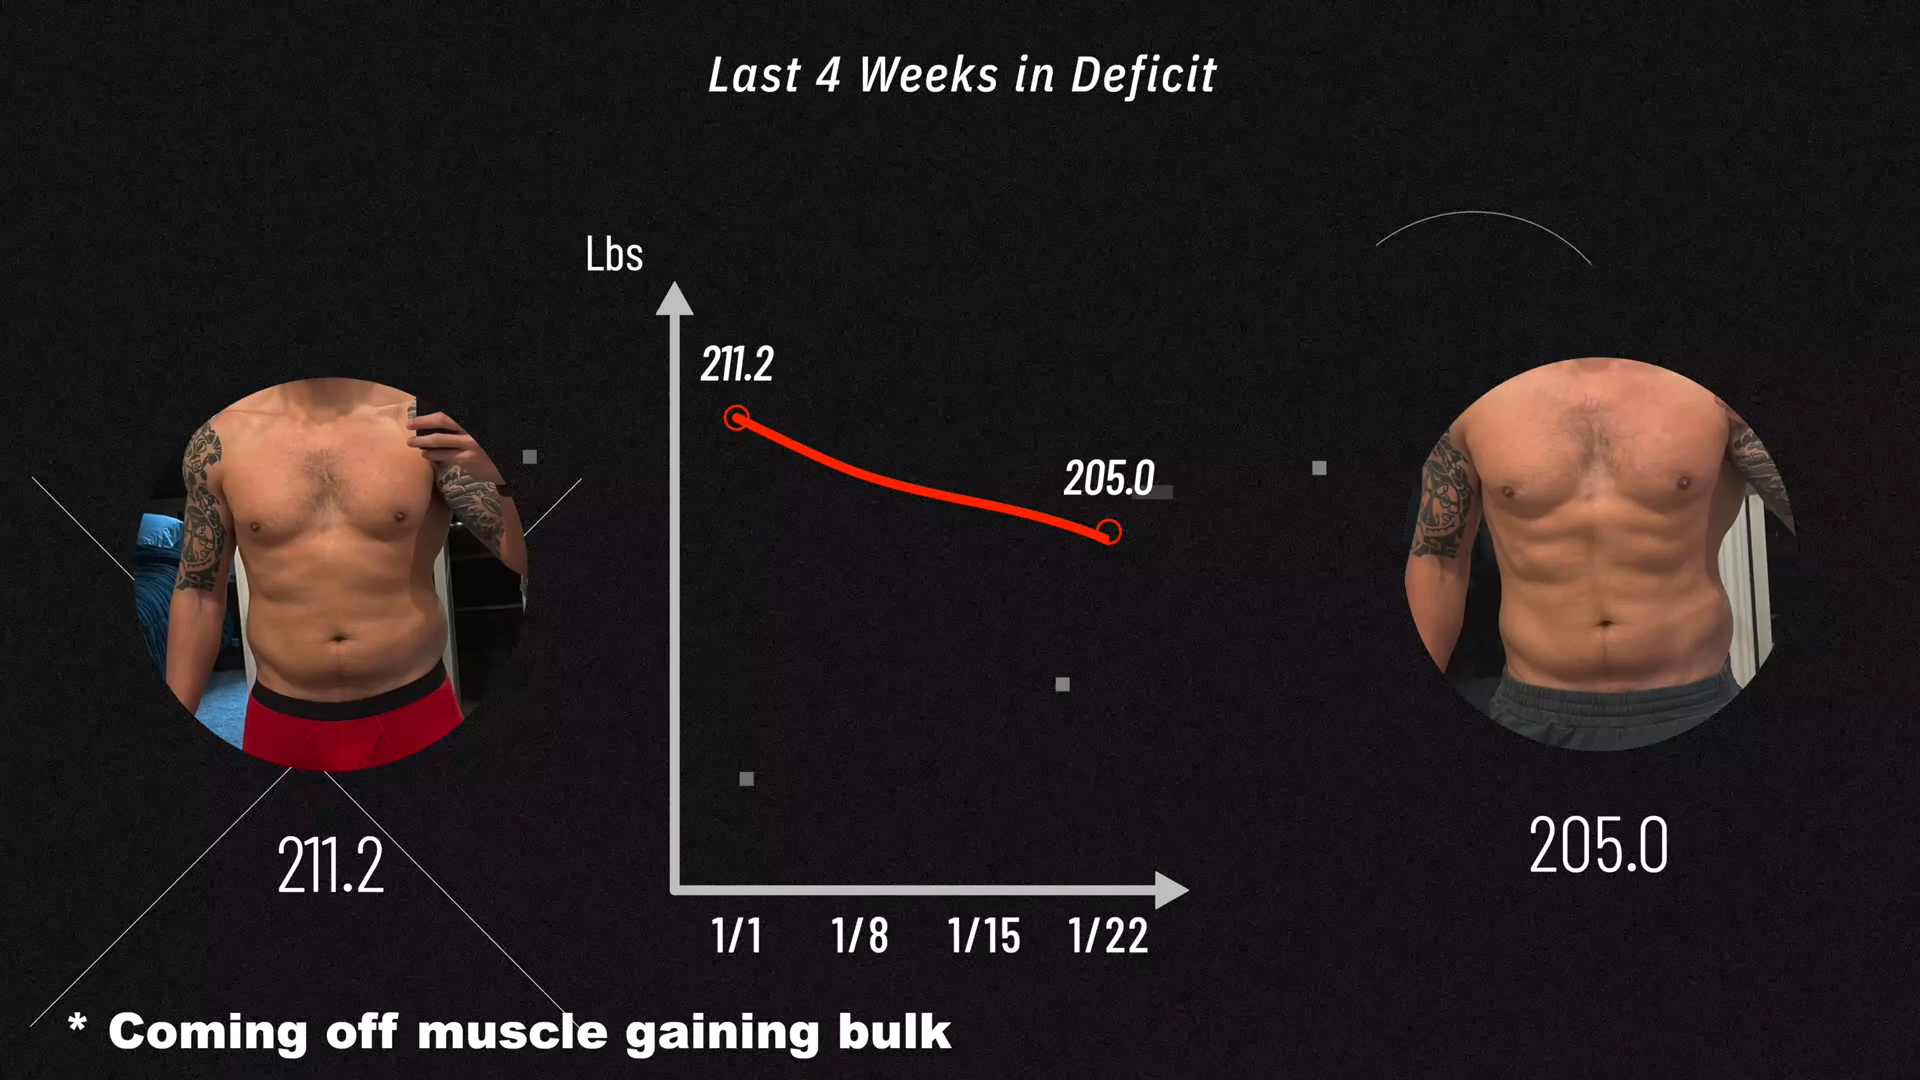 Last 4 Weeks in Deficit
Lbs
211.2
205.0
211.2
205.0
1/1 1/8 1/15 1/22
* Coming off muscle gaining bulk